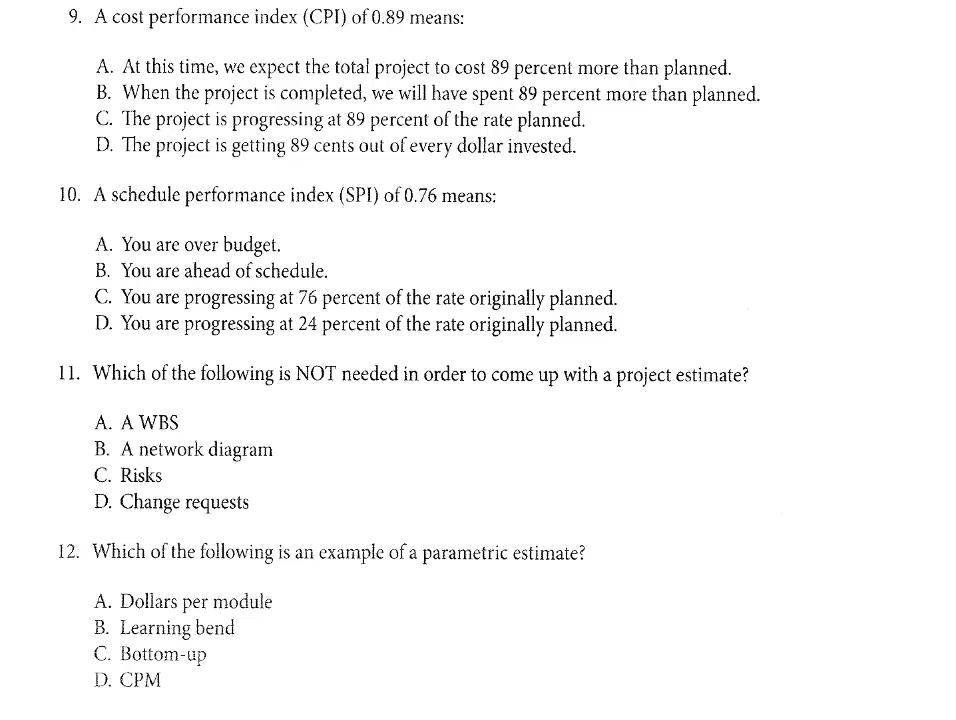 9. A cost performance index (CPI) of 0.89 means:
A. At this time, we expect the total project to cost 89 percent more than planned.
B. When the project is completed, we will have spent 89 percent more than planned.
C. The project is progressing at 89 percent of the rate planned.
D. The project is getting 89 cents out of every dollar invested.
10. A schedule performance index (SPI) of 0.76 means:
A. You are over budget.
B. You are ahead of schedule.
C. You are progressing at 76 percent of the rate originally planned.
D. You are progressing at 24 percent of the rate originally planned.
11. Which of the following is NOT needed in order to come up with a project estimate?
A. A WBS
B. A network diagram
C. Risks
D. Change requests
12. Which of the following is an example of a parametric estimate?
A. Dollars per module
B. Learning bend
C. Bottom-up
D. CPM